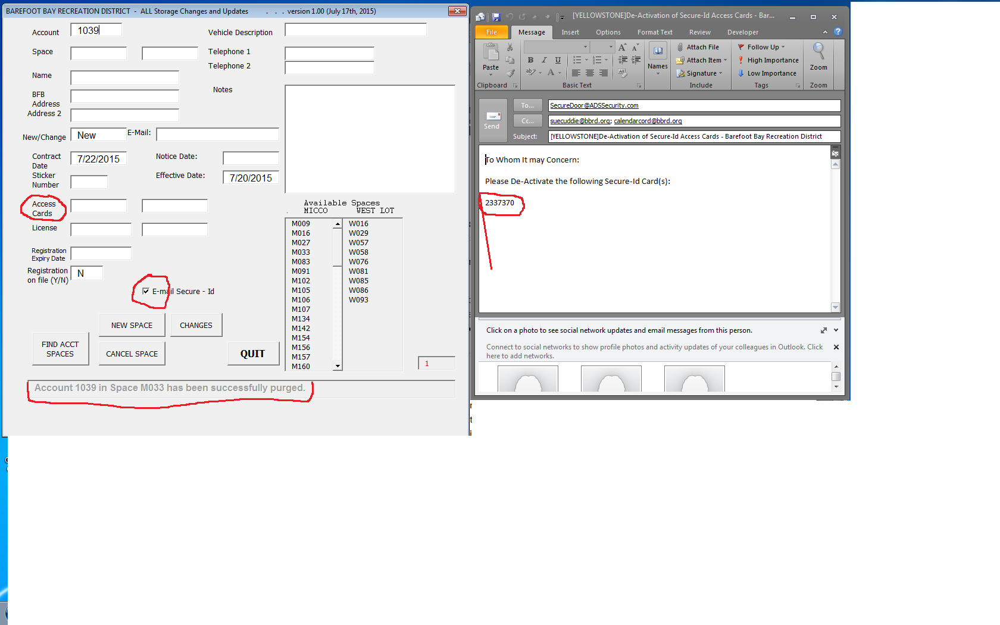 BAREFOOT BAY RECREATION DISTRICT - ALL Storage Changes and Updates . . . version 1.00 (July 17th, 2015)
Account 1039
Vehicle Description
Space
Telephone 1
Telephone 2
Name
Notes
BFB
Address
Address 2
New/Change New E-Mail:
Contract
Date 7/22/2015
Notice Date:
Sticker
Number
Effective Date: 7/20/2015
Access
Cards
License
Registration
Expiry Date
Registration
on file (Y/N) N
E-mail Secure - Id
NEW SPACE
CHANGES
FIND ACCT
SPACES
CANCEL SPACE
QUIT
Available Spaces
. MICCO WEST LOT
M009 W016
M016 W029
M027 W057
M033 W058
M083 W076
M091 W081
M102 W085
M105 W086
M106 W093
M107
M134
M142
M154
M156
M157
M160
1
Account 1039 in Space M033 has been successfully purged.
[YELLOWSTONE]De-Activation of Secure-Id Access Cards - Bar...
File Message Insert Options Format Text Review Developer
Paste
Clipboard
B I U
Basic Text
Names
Attach File
Attach Item
Signature
Include
Follow Up
High Importance
Low Importance
Tags
Zoom
Zoom
Send
To... SecureDoor@ADSSecurity.com
Cc... suecuddie@bbrd.org; calendarcord@bbrd.org
Subject: [YELLOWSTONE]De-Activation of Secure-Id Access Cards - Barefoot Bay Recreation District
To Whom It may Concern:
Please De-Activate the following Secure-Id Card(s):
2337370
Click on a photo to see social network updates and email messages from this person.
Connect to social networks to show profile photos and activity updates of your colleagues in Outlook. Click
here to add networks.